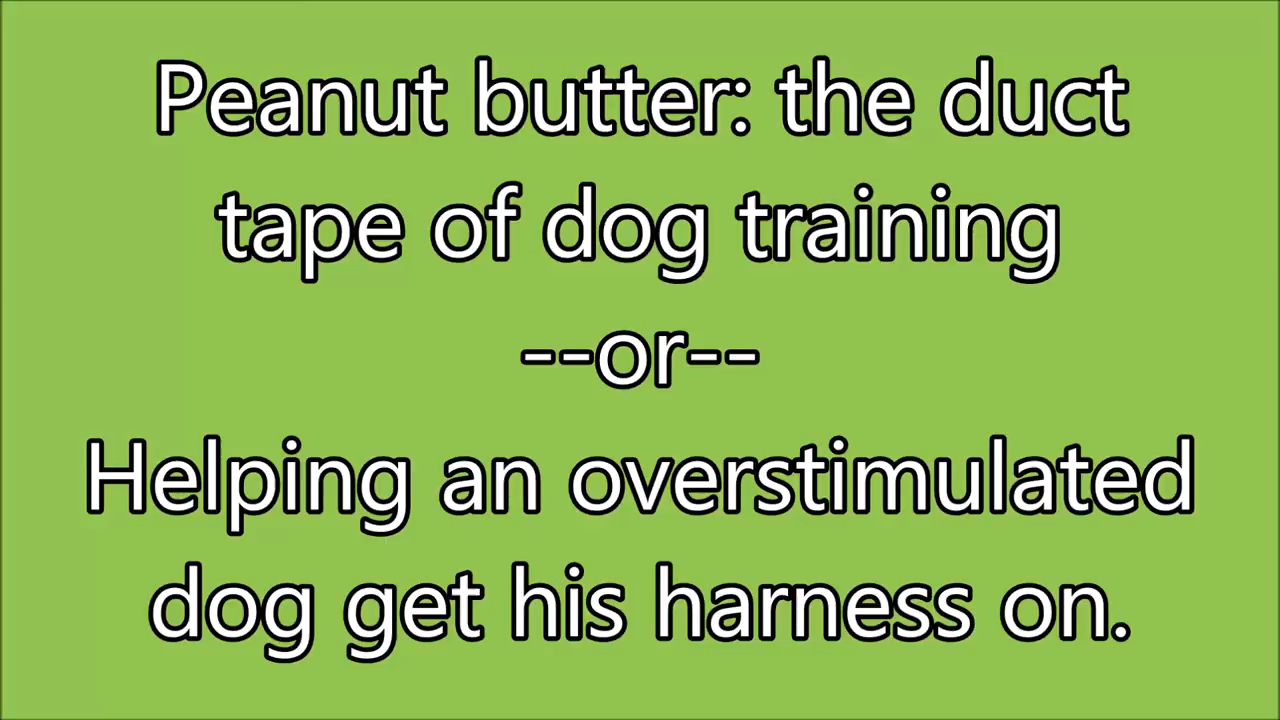 Peanut butter: the duct
tape of dog training
--or--
Helping an overstimulated
dog get his harness on.